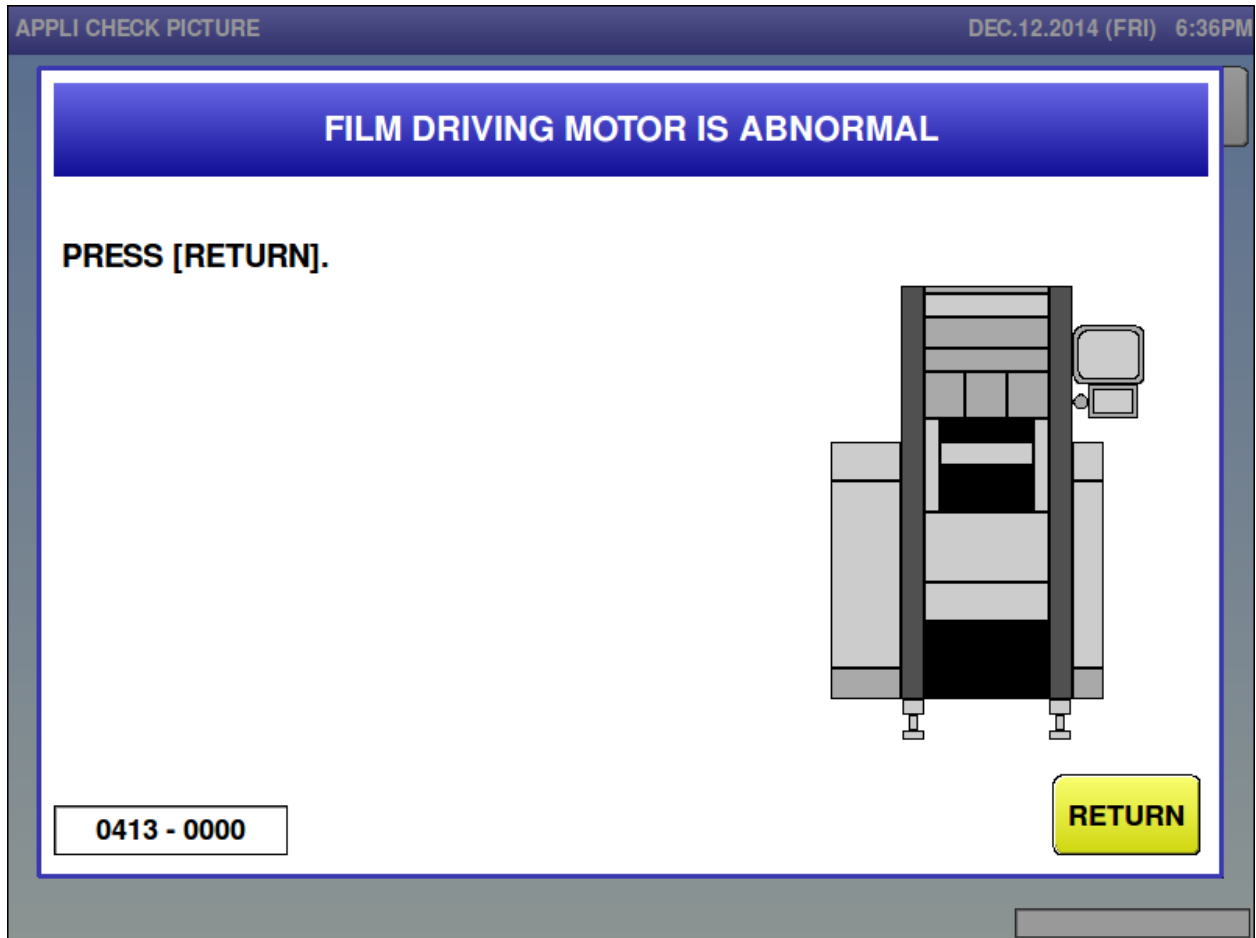 APPLI CHECK PICTURE
DEC.12.2014 (FRI) 6:36PM
FILM DRIVING MOTOR IS ABNORMAL
PRESS [RETURN].
0413 - 0000
RETURN